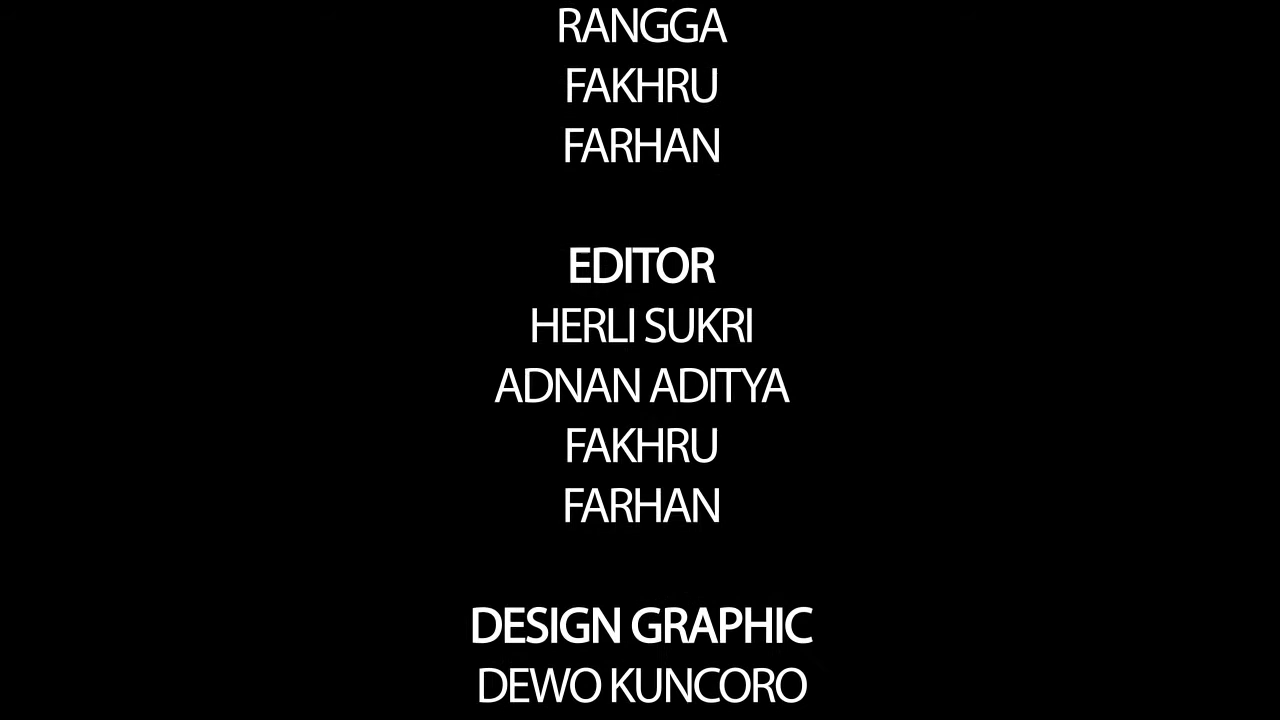 RANGGA
FAKHRU
FARHAN
EDITOR
HERLI SUKRI
ADNAN ADITYA
FAKHRU
FARHAN
DESIGN GRAPHIC
DEWO KUNCORO